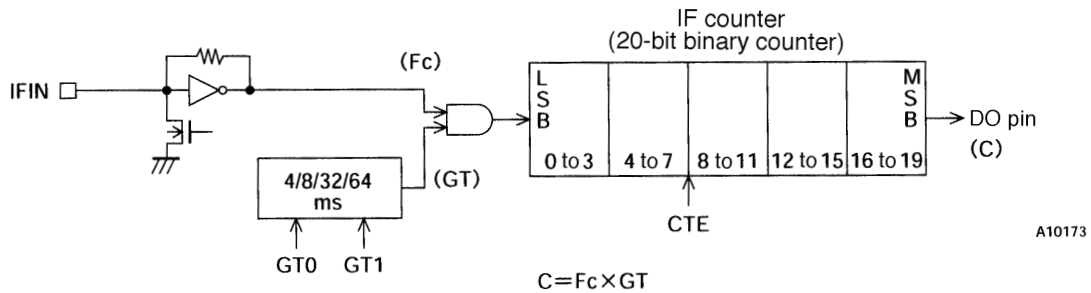 IF counter
(20-bit binary counter)
(Fc)
IFIN
L
S
B
M
S
B
DO pin
(C)
0 to 3
4 to 7
8 to 11
12 to 15
16 to 19
4/8/32/64
ms
(GT)
CTE
GT0
GT1
A10173
C=Fc×GT